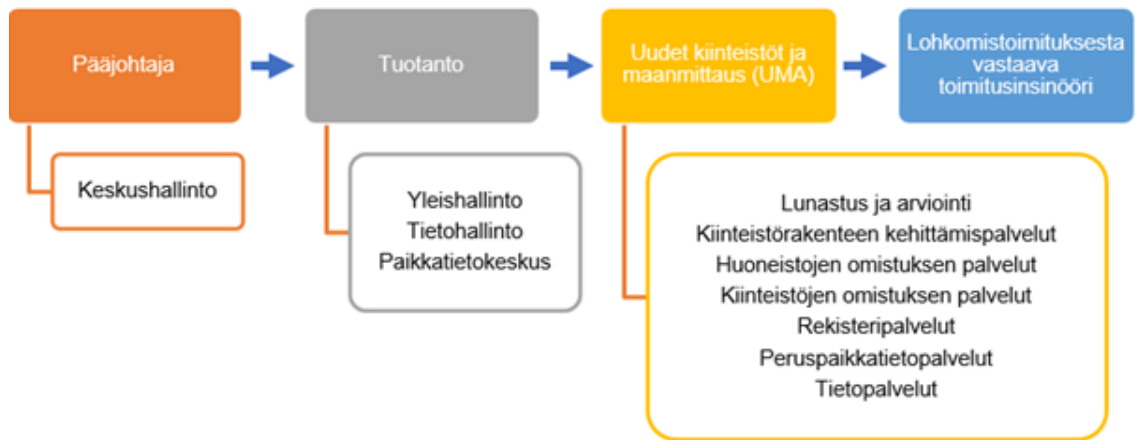 Pääjohtaja
Tuotanto
Uudet kiinteistöt ja
maanmittaus (UMA)
Lohkomistoimituksesta
vastaava
toimitusinsinööri
Keskushallinto
Yleishallinto
Tietohallinto
Paikkatietokeskus
Lunastus ja arviointi
Kiinteistörakenteen kehittämispalvelut
Huoneistojen omistuksen palvelut
Kiinteistöjen omistuksen palvelut
Rekisteripalvelut
Peruspaikkatietopalvelut
Tietopalvelut